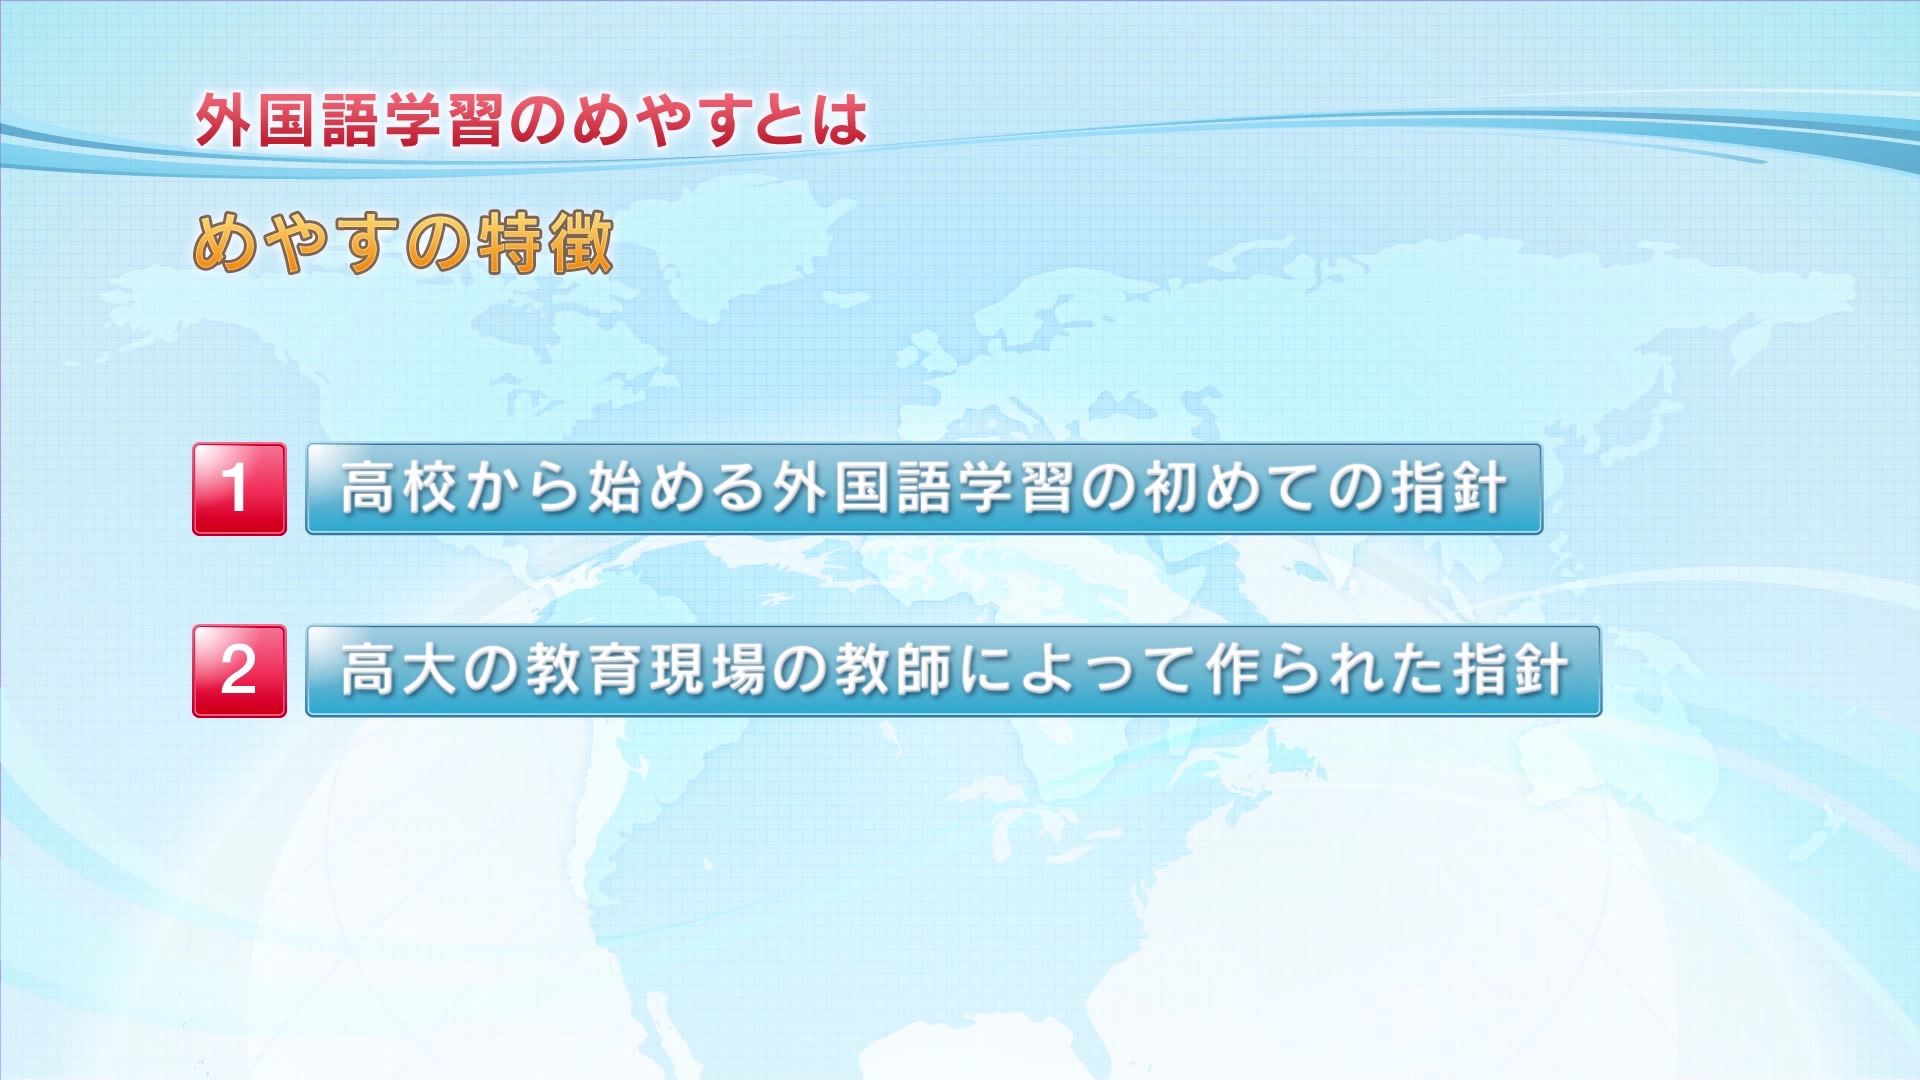 外国語学習のめやすとは
めやすの特徴
1 高校から始める外国語学習の初めての指針
2 高大の教育現場の教師によって作られた指針